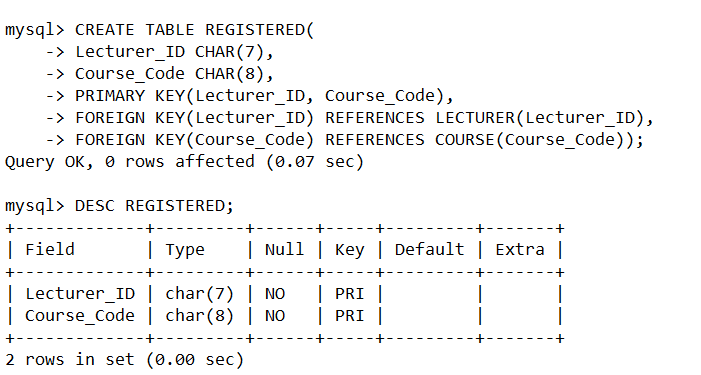 mysql> CREATE TABLE REGISTERED(
    -> Lecturer_ID CHAR(7),
    -> Course_Code CHAR(8),
    -> PRIMARY KEY(Lecturer_ID, Course_Code),
    -> FOREIGN KEY(Lecturer_ID) REFERENCES LECTURER(Lecturer_ID),
    -> FOREIGN KEY(Course_Code) REFERENCES COURSE(Course_Code));
Query OK, 0 rows affected (0.07 sec)

mysql> DESC REGISTERED;
+-------------+---------+------+-----+---------+-------+
| Field       | Type    | Null | Key | Default | Extra |
+-------------+---------+------+-----+---------+-------+
| Lecturer_ID | char(7) | NO   | PRI |         |       |
| Course_Code | char(8) | NO   | PRI |         |       |
+-------------+---------+------+-----+---------+-------+
2 rows in set (0.00 sec)